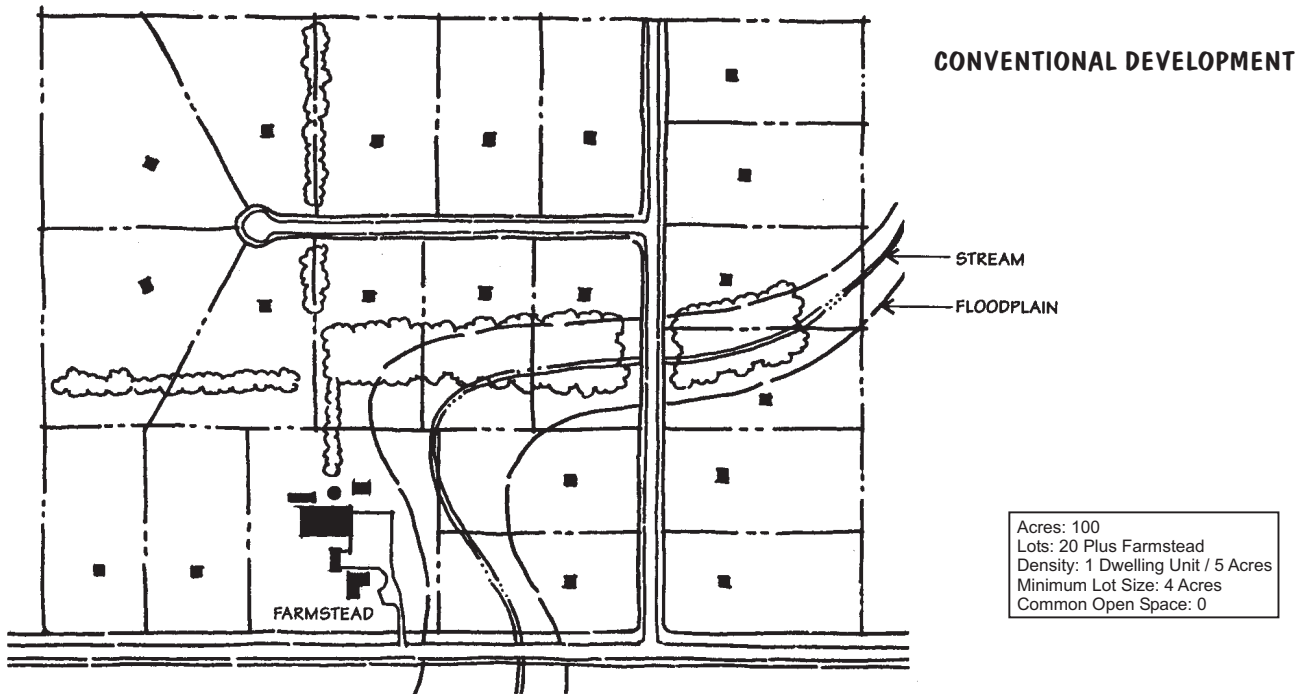 CONVENTIONAL DEVELOPMENT
STREAM
FLOODPLAIN
FARMSTEAD
Acres: 100
Lots: 20 Plus Farmstead
Density: 1 Dwelling Unit / 5 Acres
Minimum Lot Size: 4 Acres
Common Open Space: 0